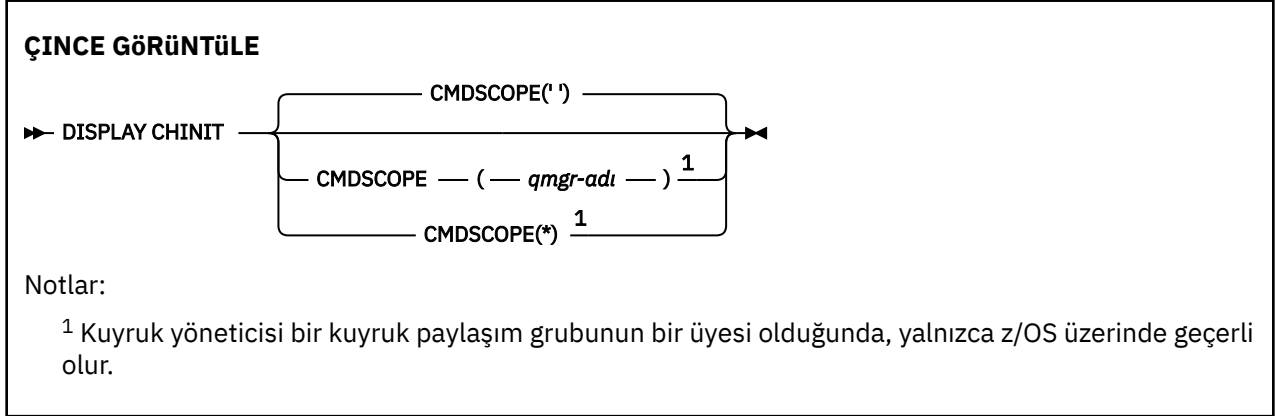 ÇINCE GöRüNTüLE
CMDSCOPE(' ')
DISPLAY CHINIT
CMDSCOPE ( qmgr-adı ) 1
CMDSCOPE(*) 1
Notlar:
1 Kuyruk yöneticisi bir kuyruk paylaşım grubunun bir üyesi olduğunda, yalnızca z/OS üzerinde geçerli
olur.